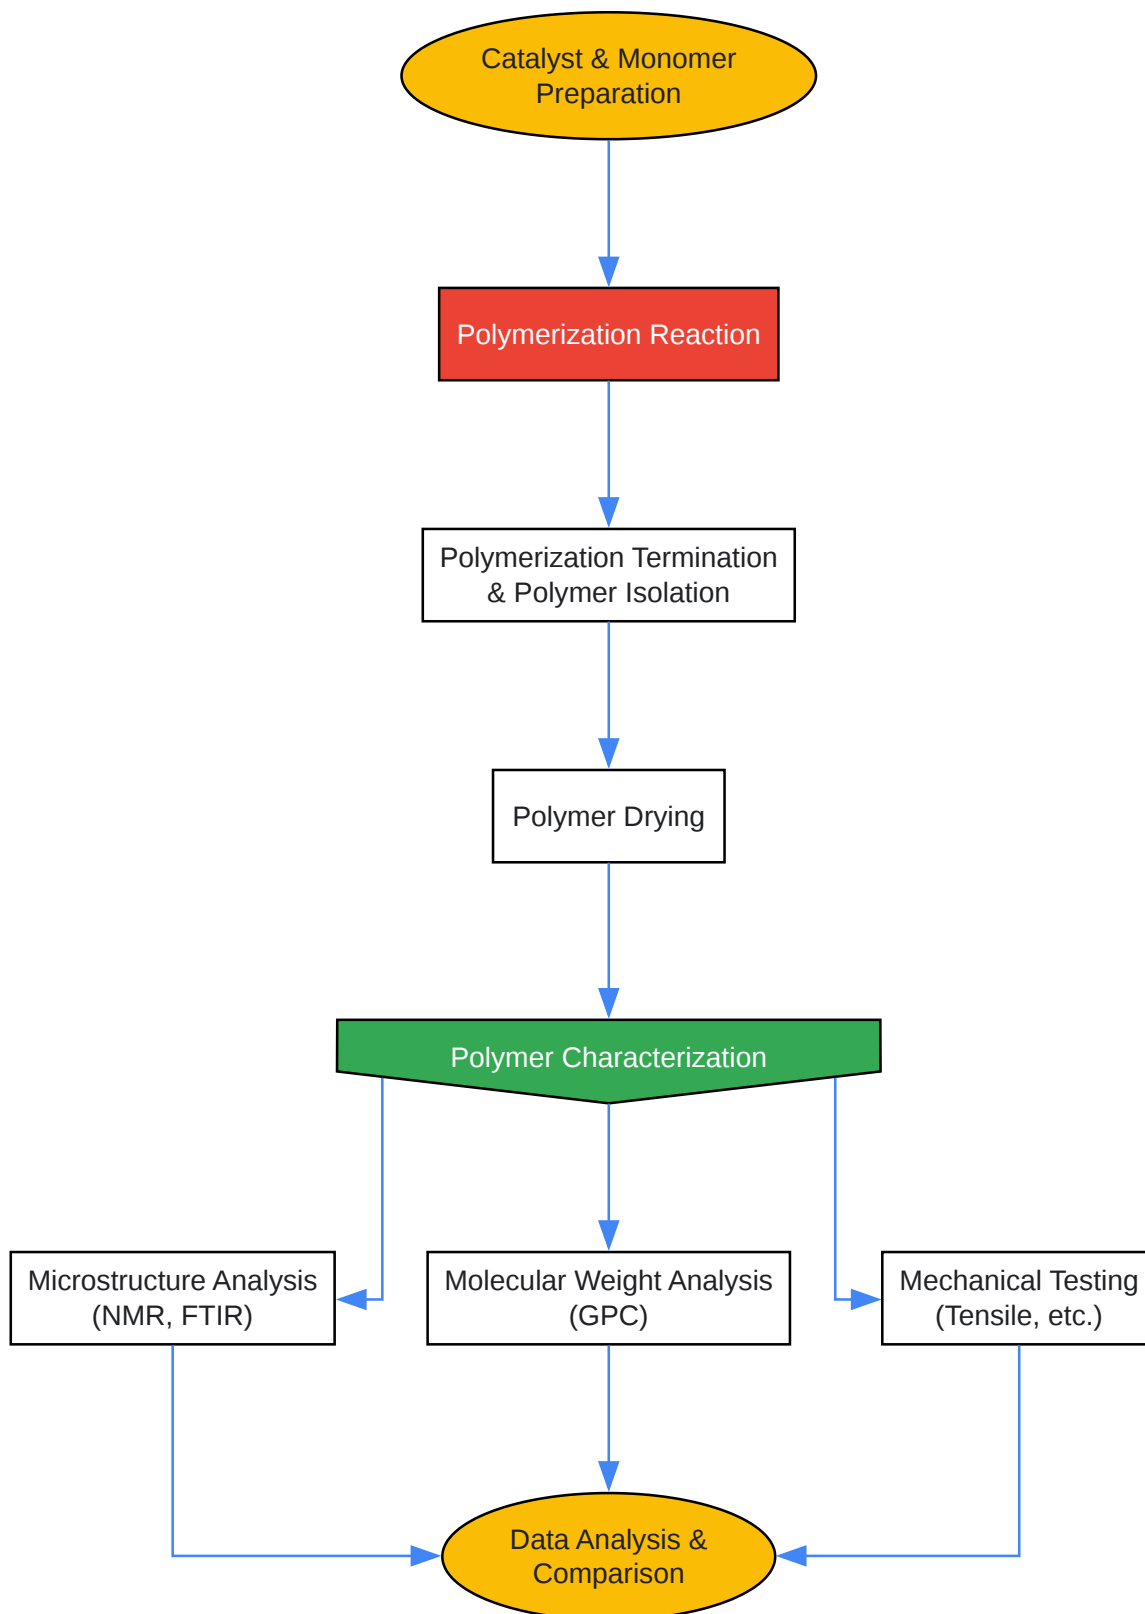 Catalyst & Monomer
Preparation
Polymerization Reaction
Polymerization Termination
& Polymer Isolation
Polymer Drying
Polymer Characterization
Microstructure Analysis
(NMR, FTIR)
Molecular Weight Analysis
(GPC)
Mechanical Testing
(Tensile, etc.)
Data Analysis &
Comparison